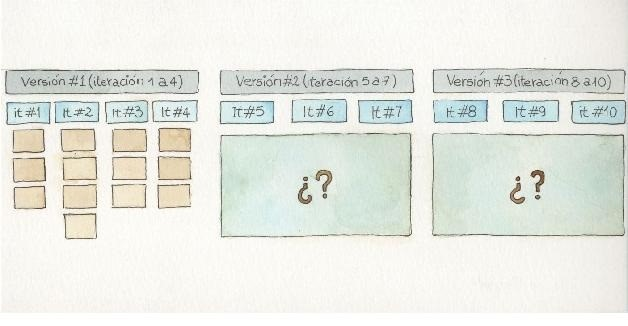 Versión #1 (iteración 1 a 4)
it #1
It #2
It #3
It #4
Versión #2 (iteración 5 a 7)
It #5
It #6
It #7
¿?
Versión #3 (iteración 8 a 10)
It #8
It #9
It #10
¿?